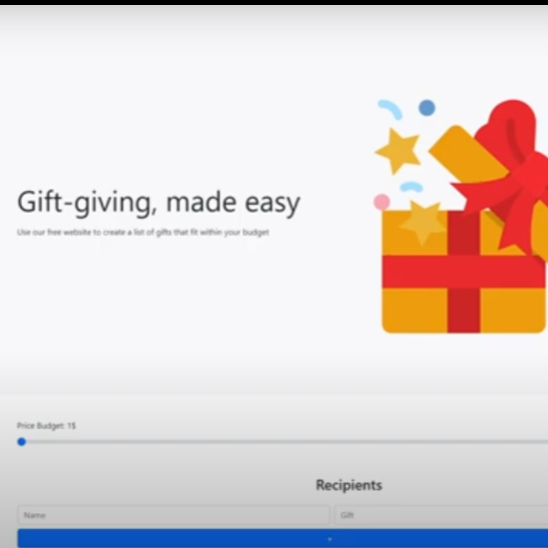 Gift-giving, made easy
Use our free website to create a list of gifts that fit within your budget
Price Budget: 1$
Recipients
Name
Gift
+